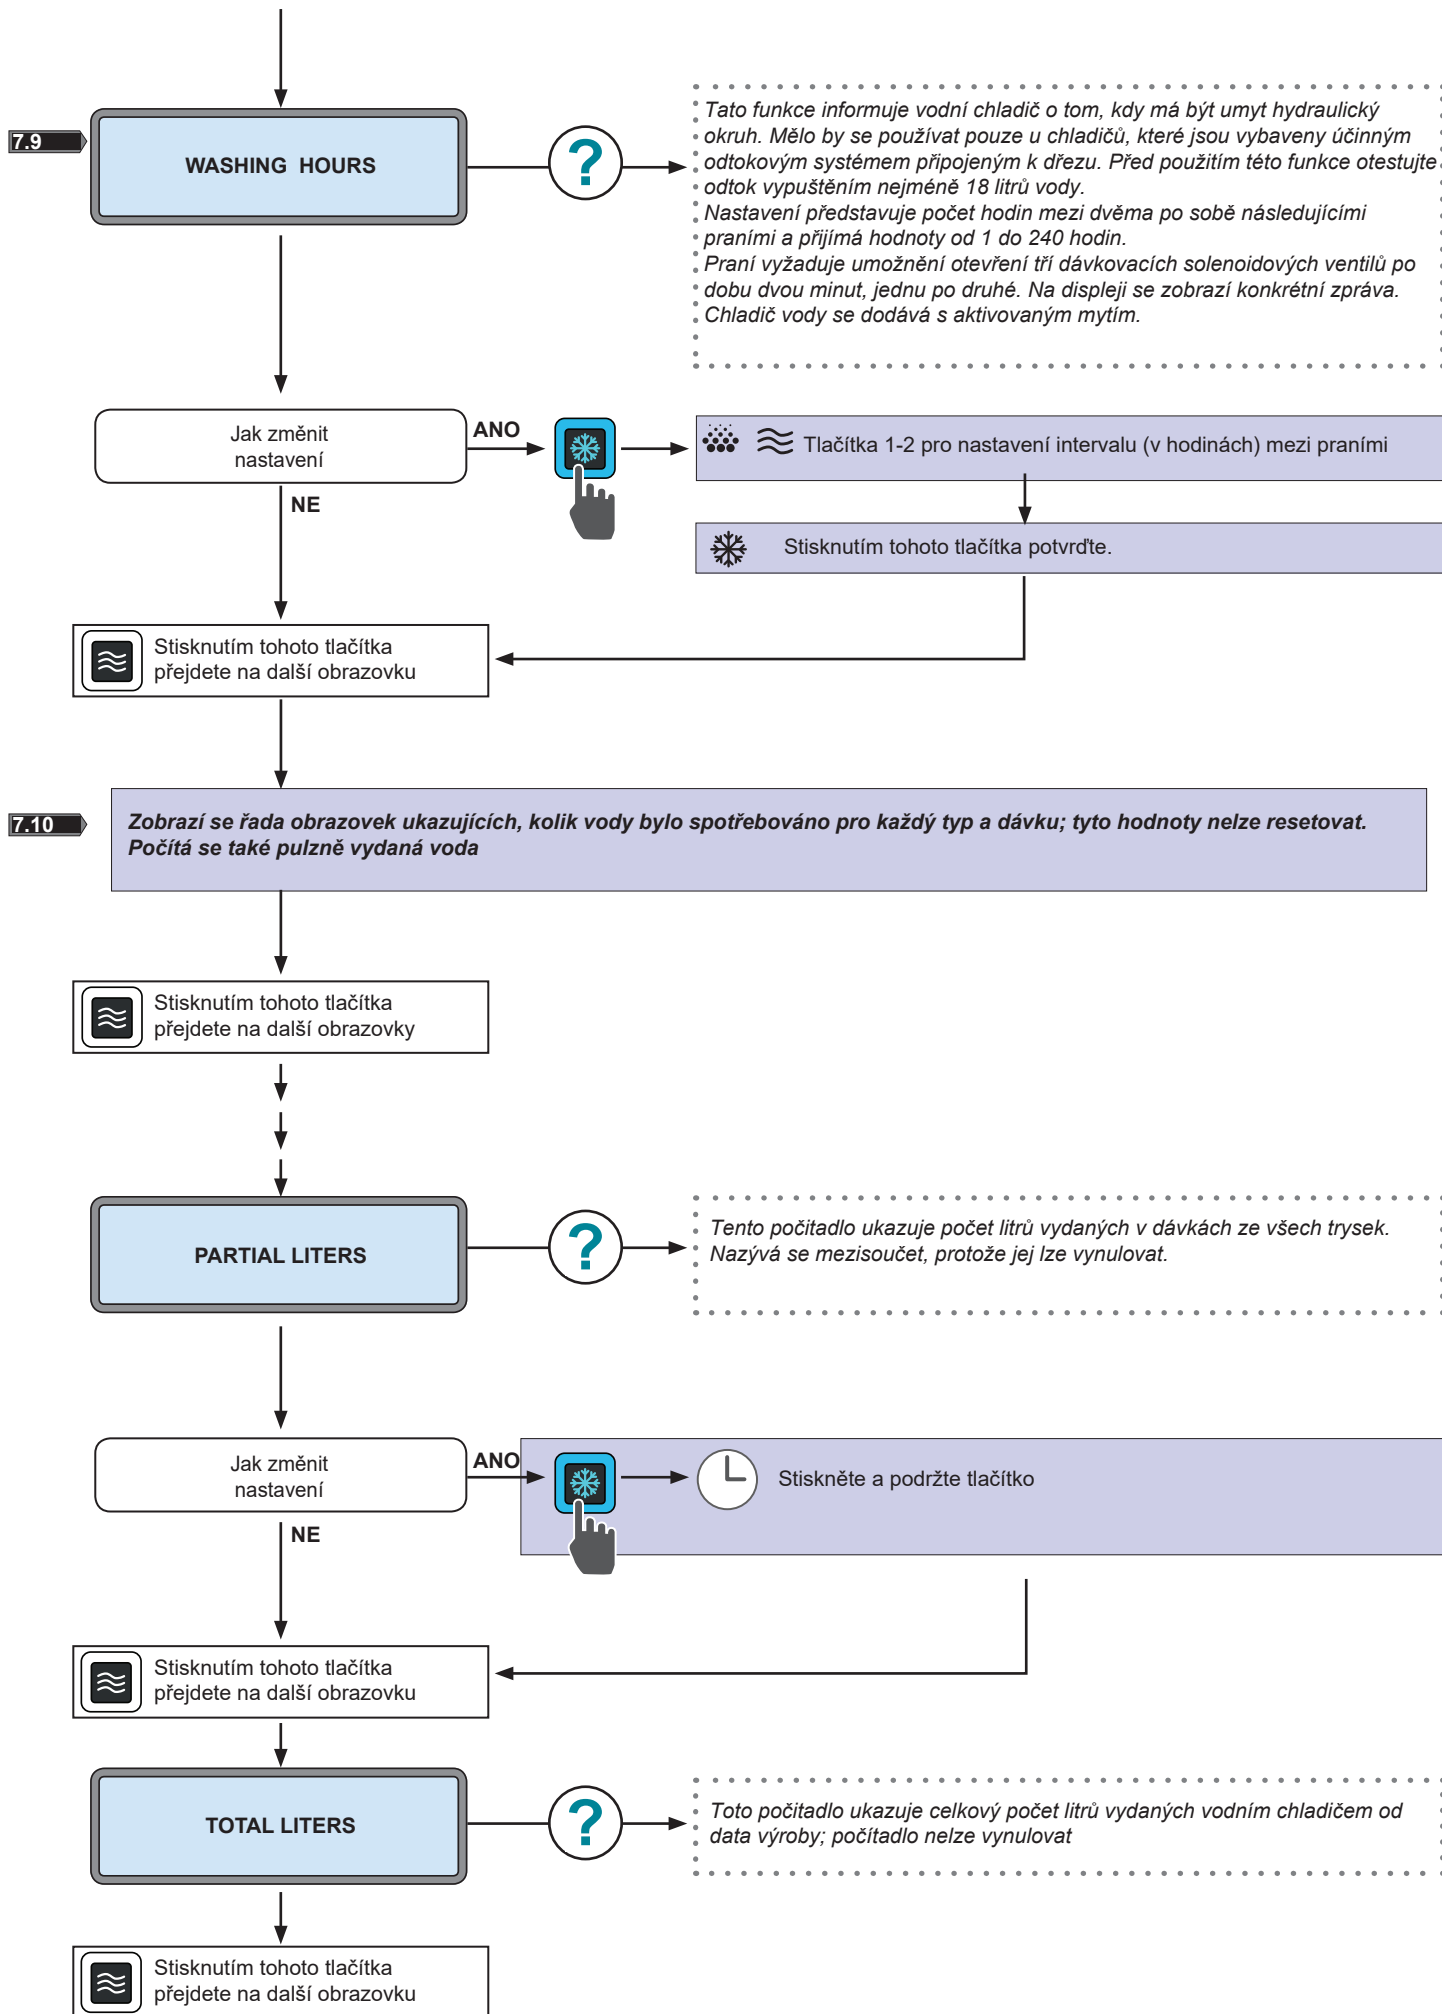 7.9
WASHING HOURS
?
Tato funkce informuje vodní chladič o tom, kdy má být umyt hydraulický
okruh. Mělo by se používat pouze u chladičů, které jsou vybaveny účinným
odtokovým systémem připojeným k dřezu. Před použitím této funkce otestujte
odtok vypuštěním nejméně 18 litrů vody.
Nastavení představuje počet hodin mezi dvěma po sobě následujícími
praními a přijímá hodnoty od 1 do 240 hodin.
Praní vyžaduje umožnění otevření tří dávkovacích solenoidových ventilů po
dobu dvou minut, jednu po druhé. Na displeji se zobrazí konkrétní zpráva.
Chladič vody se dodává s aktivovaným mytím.
Jak změnit
nastavení
ANO
Tlačítka 1-2 pro nastavení intervalu (v hodinách) mezi praními
NE
Stisknutím tohoto tlačítka potvrďte.
Stisknutím tohoto tlačítka
přejdete na další obrazovku
7.10
Zobrazí se řada obrazovek ukazujících, kolik vody bylo spotřebováno pro každý typ a dávku; tyto hodnoty nelze resetovat.
Počítá se také pulzně vydaná voda
Stisknutím tohoto tlačítka
přejdete na další obrazovky
PARTIAL LITERS
?
Tento počitadlo ukazuje počet litrů vydaných v dávkách ze všech trysek.
Nazývá se mezisoučet, protože jej lze vynulovat.
Jak změnit
nastavení
ANO
Stiskněte a podržte tlačítko
NE
Stisknutím tohoto tlačítka
přejdete na další obrazovku
TOTAL LITERS
?
Toto počitadlo ukazuje celkový počet litrů vydaných vodním chladičem od
data výroby; počítadlo nelze vynulovat
Stisknutím tohoto tlačítka
přejdete na další obrazovku